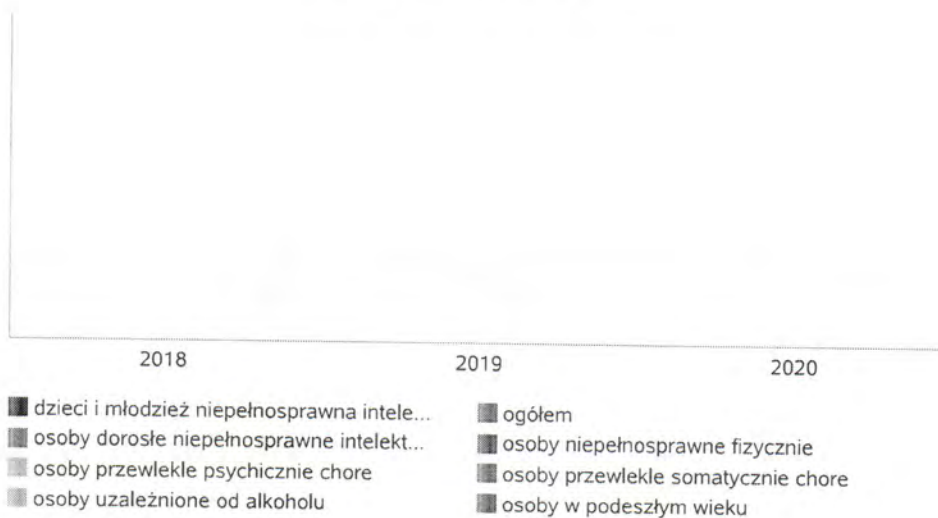 2018 2019 2020
dzieci i młodzież niepełnosprawna intele...
osoby dorosłe niepełnosprawne intelekt...
osoby przewlekle psychicznie chore
osoby uzależnione od alkoholu
ogółem
osoby niepełnosprawne fizycznie
osoby przewlekle somatycznie chore
osoby w podeszłym wieku